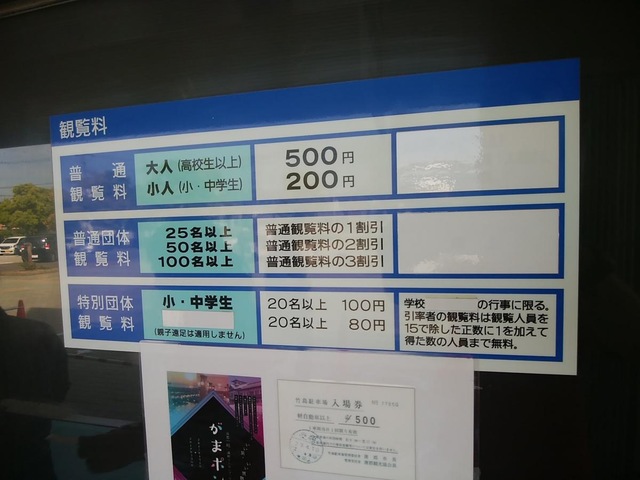 観覧料
普通観覧料
大人(高校生以上) 500円
小人(小・中学生) 200円
普通団体観覧料
25名以上 普通観覧料の1割引
50名以上 普通観覧料の2割引
100名以上 普通観覧料の3割引
特別団体観覧料
小・中学生
(親子遠足は適用しません)
20名以上 100円
20名以上 80円
学校 の行事に限る。
引率者の観覧料は観覧人員を
15で除した正数に1を加えて
得た数の人員まで無料。
がまポ
竹島駐車場 入場券
500